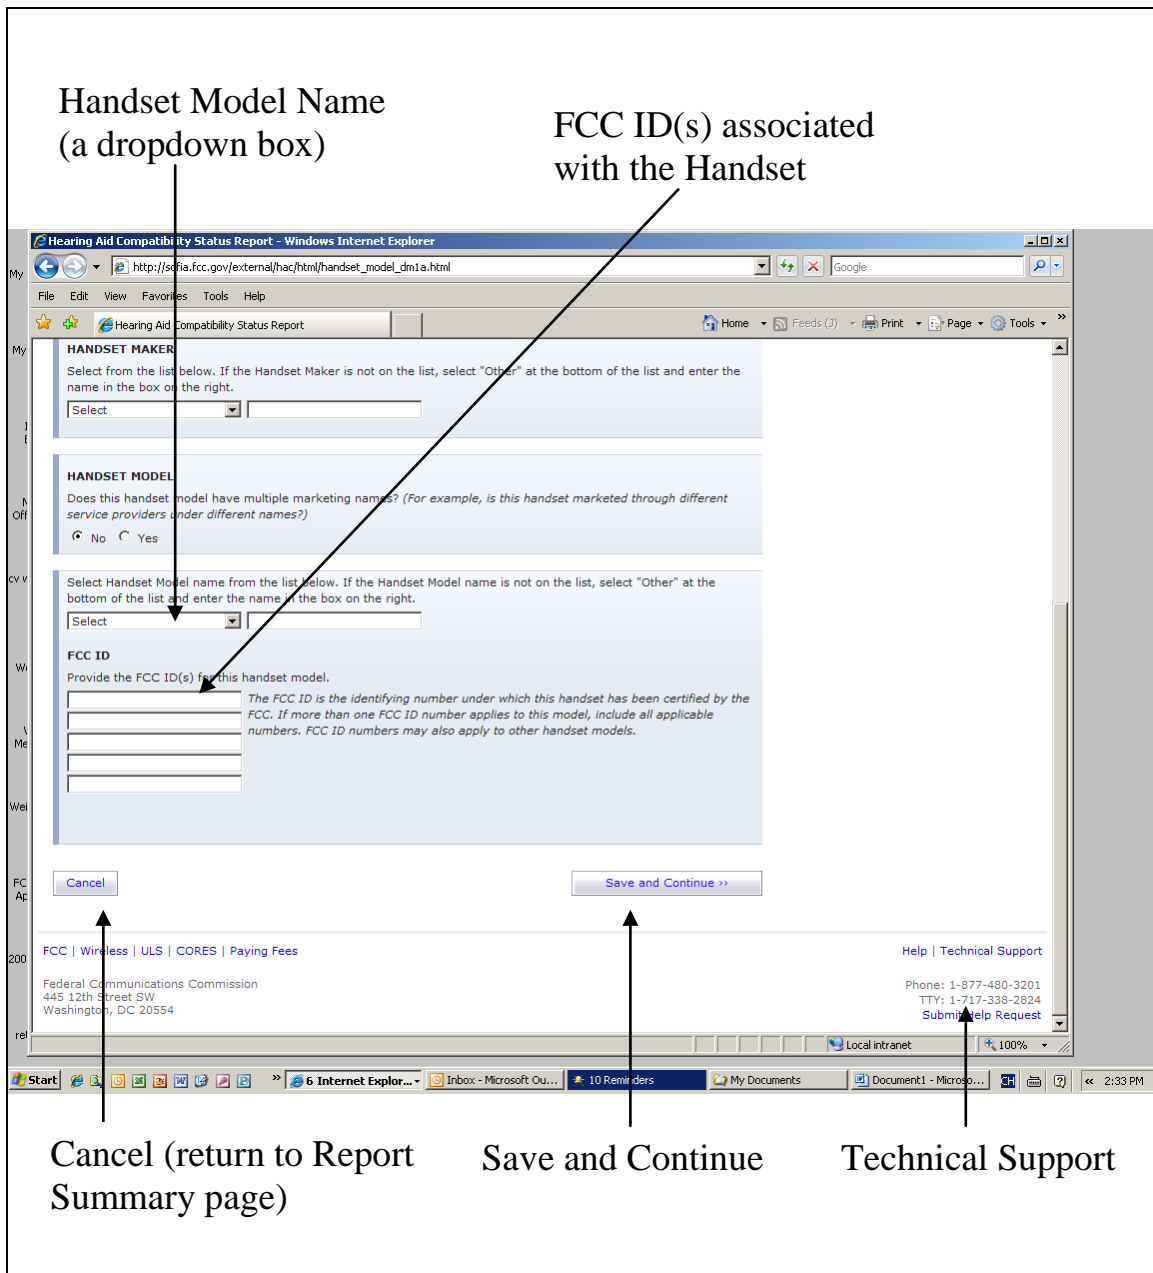 Handset Model Name
(a dropdown box)
FCC ID(s) associated
with the Handset
Hearing Aid Compatibility Status Report - Windows Internet Explorer
My
http://sofia.fcc.gov/external/hac/html/handset_model_dm1a.html
Google
File Edit View Favorites Tools Help
Hearing Aid Compatibility Status Report
Home Feeds (J) Print Page Tools »
My
HANDSET MAKER
Select from the list below. If the Handset Maker is not on the list, select "Other" at the bottom of the list and enter the
name in the box on the right.
Select
HANDSET MODEL
Does this handset model have multiple marketing names? (For example, is this handset marketed through different
Off
service providers under different names?)
No Yes
cv
Select Handset Model name from the list below. If the Handset Model name is not on the list, select "Other" at the
bottom of the list and enter the name in the box on the right.
Select
FCC ID
Provide the FCC ID(s) for this handset model.
The FCC ID is the identifying number under which this handset has been certified by the
FCC. If more than one FCC ID number applies to this model, include all applicable
numbers. FCC ID numbers may also apply to other handset models.
Me
Wei
FC
Cancel
Save and Continue ››
FCC | Wireless | ULS | CORES | Paying Fees
Help | Technical Support
200
Federal Communications Commission
Phone: 1-877-480-3201
445 12th Street SW
TTY: 1-717-338-2824
Washington, DC 20554
Submit Help Request
rel
Local intranet
100%
Start
» 6 Internet Explor...
Inbox - Microsoft Ou...
10 Reminders
My Documents
Document1 - Microso...
CH
« 2:33 PM
Cancel (return to Report
Summary page)
Save and Continue
Technical Support